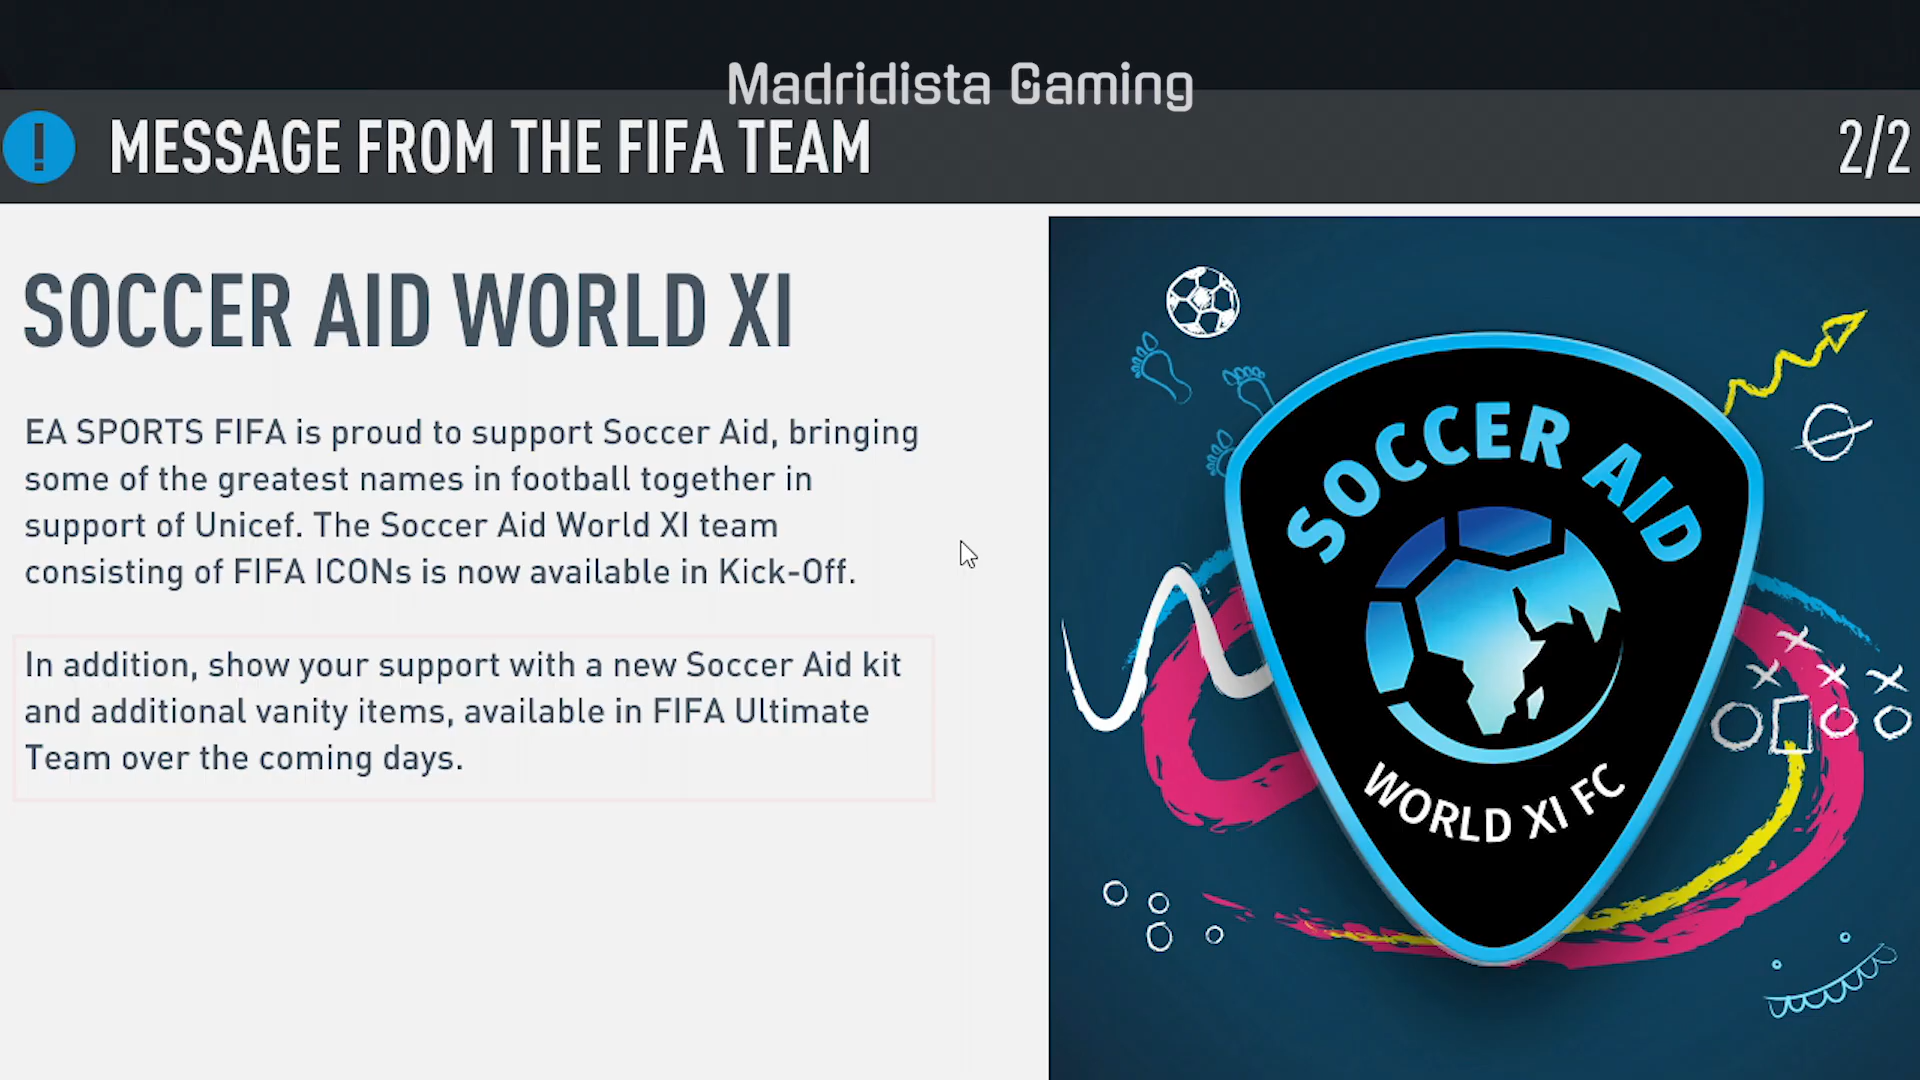 Madridista Gaming
! MESSAGE FROM THE FIFA TEAM 2/2
SOCCER AID WORLD XI
EA SPORTS FIFA is proud to support Soccer Aid, bringing
some of the greatest names in football together in
support of Unicef. The Soccer Aid World XI team
consisting of FIFA ICONs is now available in Kick-Off.
In addition, show your support with a new Soccer Aid kit
and additional vanity items, available in FIFA Ultimate
Team over the coming days.
SOCCER AID
WORLD XI FC